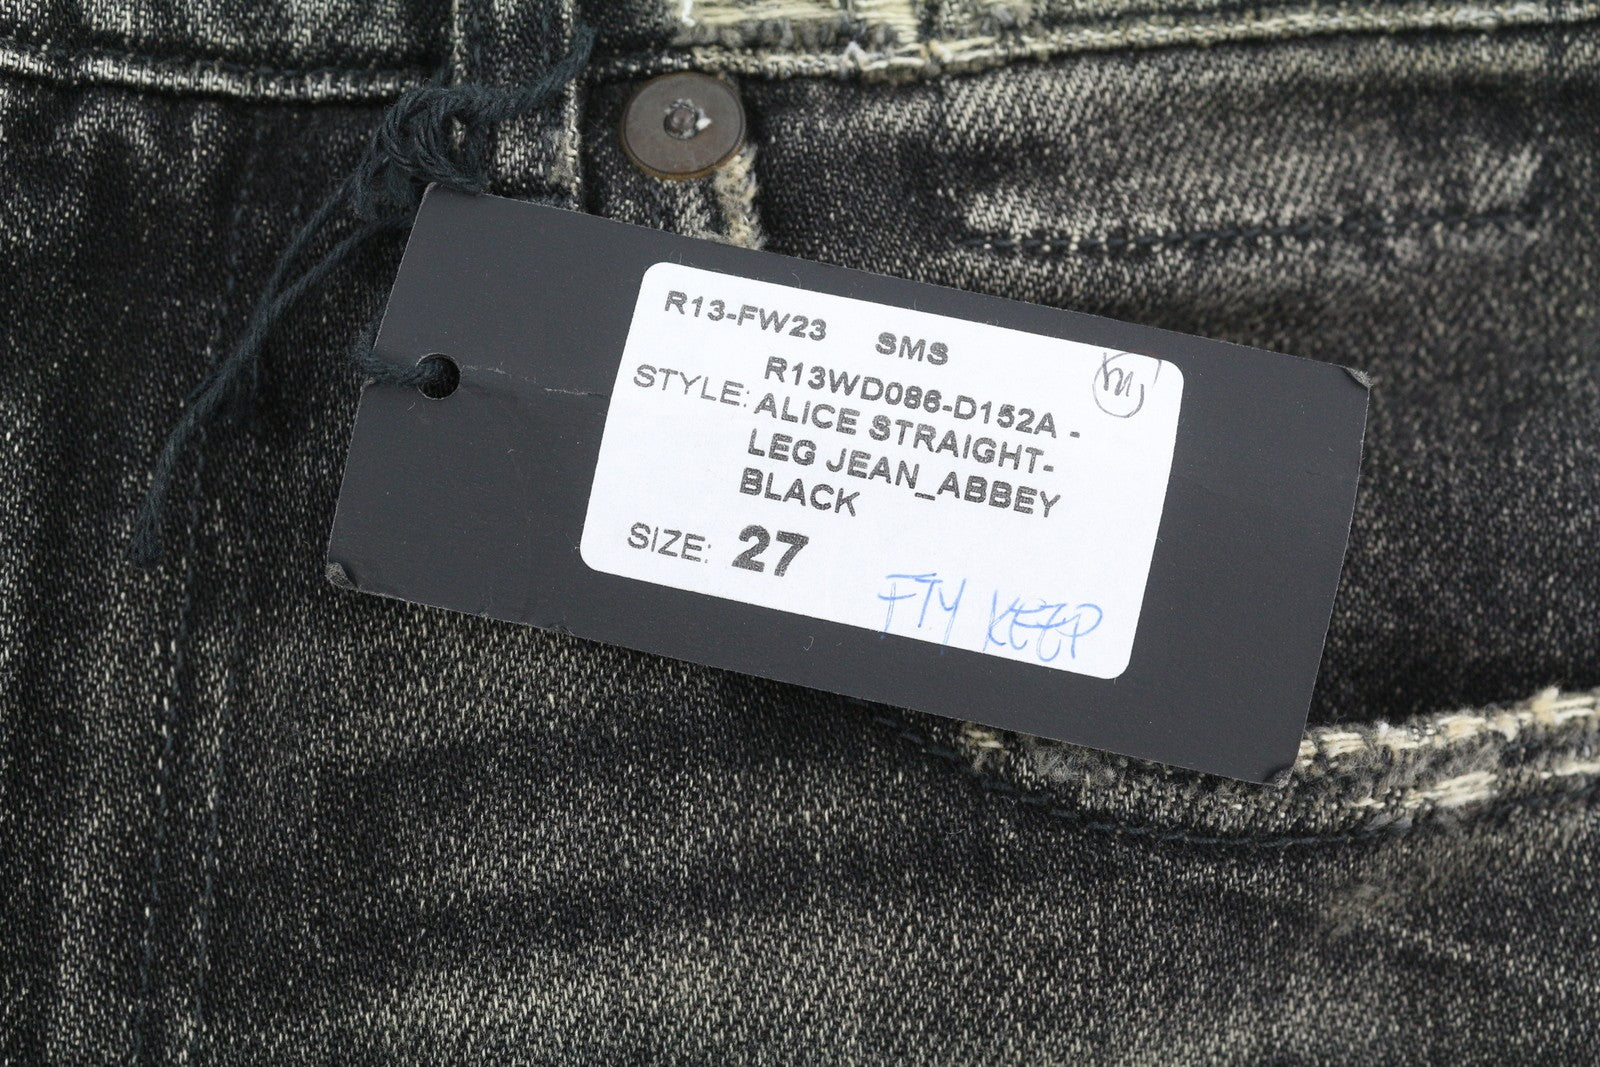 R13-FW23 SMS
STYLE: R13WD086-D152A -
ALICE STRAIGHT-
LEG JEAN_ABBEY
BLACK
SIZE: 27
FTY KEEP